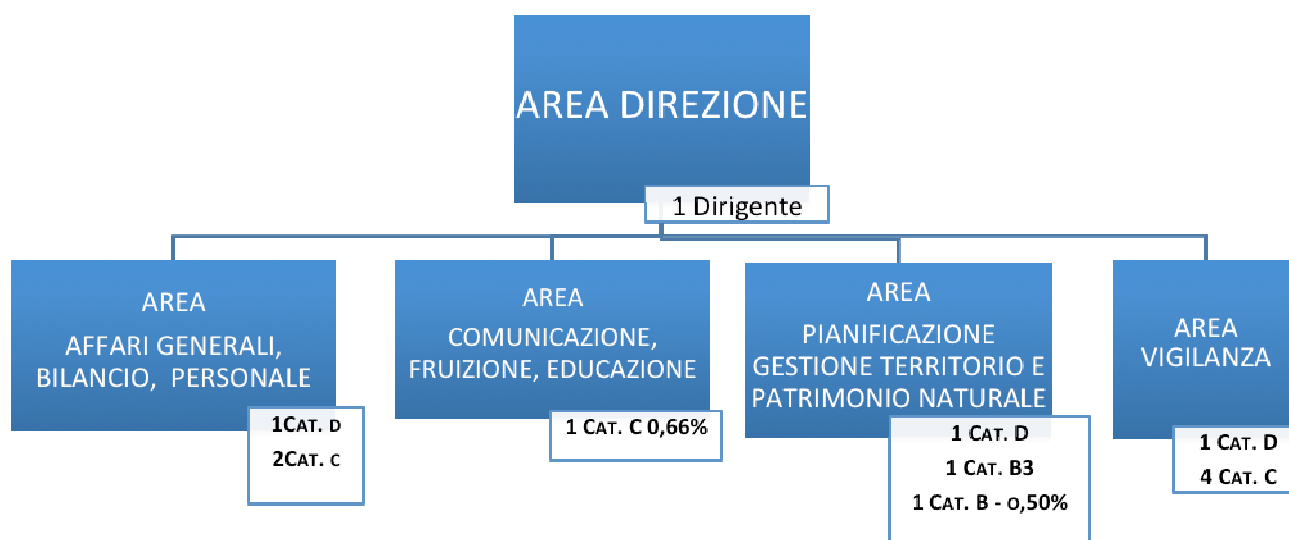 AREA DIREZIONE
1 Dirigente
AREA
AFFARI GENERALI,
BILANCIO, PERSONALE
1CAT. D
2CAT. C
AREA
COMUNICAZIONE,
FRUIZIONE, EDUCAZIONE
1 CAT. C 0,66%
AREA
PIANIFICAZIONE
GESTIONE TERRITORIO E
PATRIMONIO NATURALE
1 CAT. D
1 CAT. B3
1 CAT. B - 0,50%
AREA
VIGILANZA
1 CAT. D
4 CAT. C